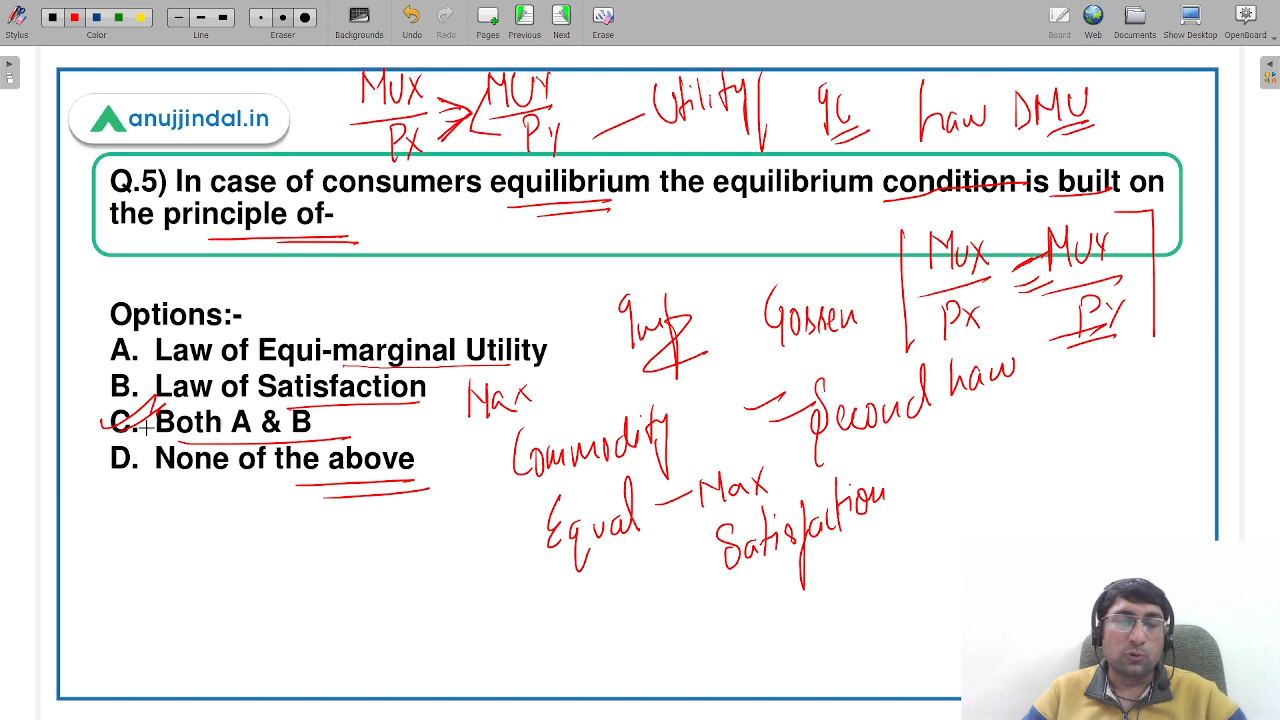 Stylus Color Line Eraser Backgrounds Undo Redo Pages Previous Next Erase Board Web Documents Show Desktop OpenBoard
anujjindal.in
MUX/PX > < MUY/PY — Utility qc Law DMU
Q.5) In case of consumers equilibrium the equilibrium condition is built on
the principle of-
MUX/PX = MUY/PY
Gossen
Second Law
Options:-
A. Law of Equi-marginal Utility
B. Law of Satisfaction
Max
C. Both A & B
Commodity
D. None of the above
Equal — Max
Satisfaction